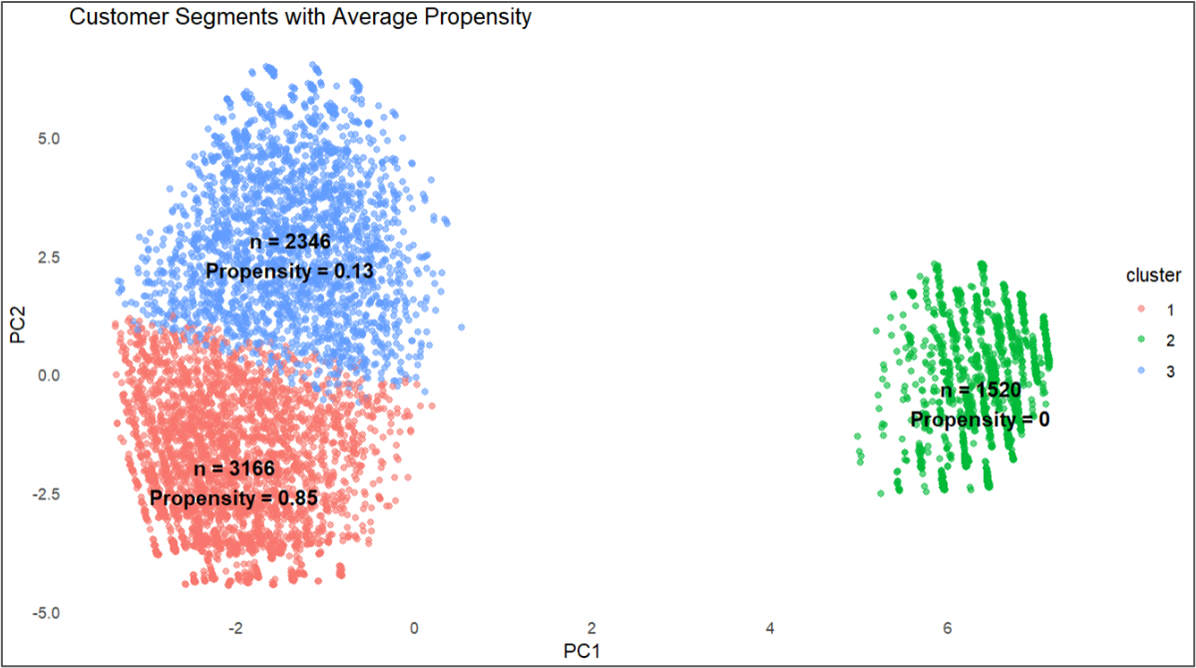 Customer Segments with Average Propensity
5.0
n = 2346
2.5
Propensity = 0.13
cluster
1
PC2
2
0.0
3
n = 1520
Propensity = 0
n = 3166
-2.5
Propensity = 0.85
-5.0
-2 0 2 4 6
PC1